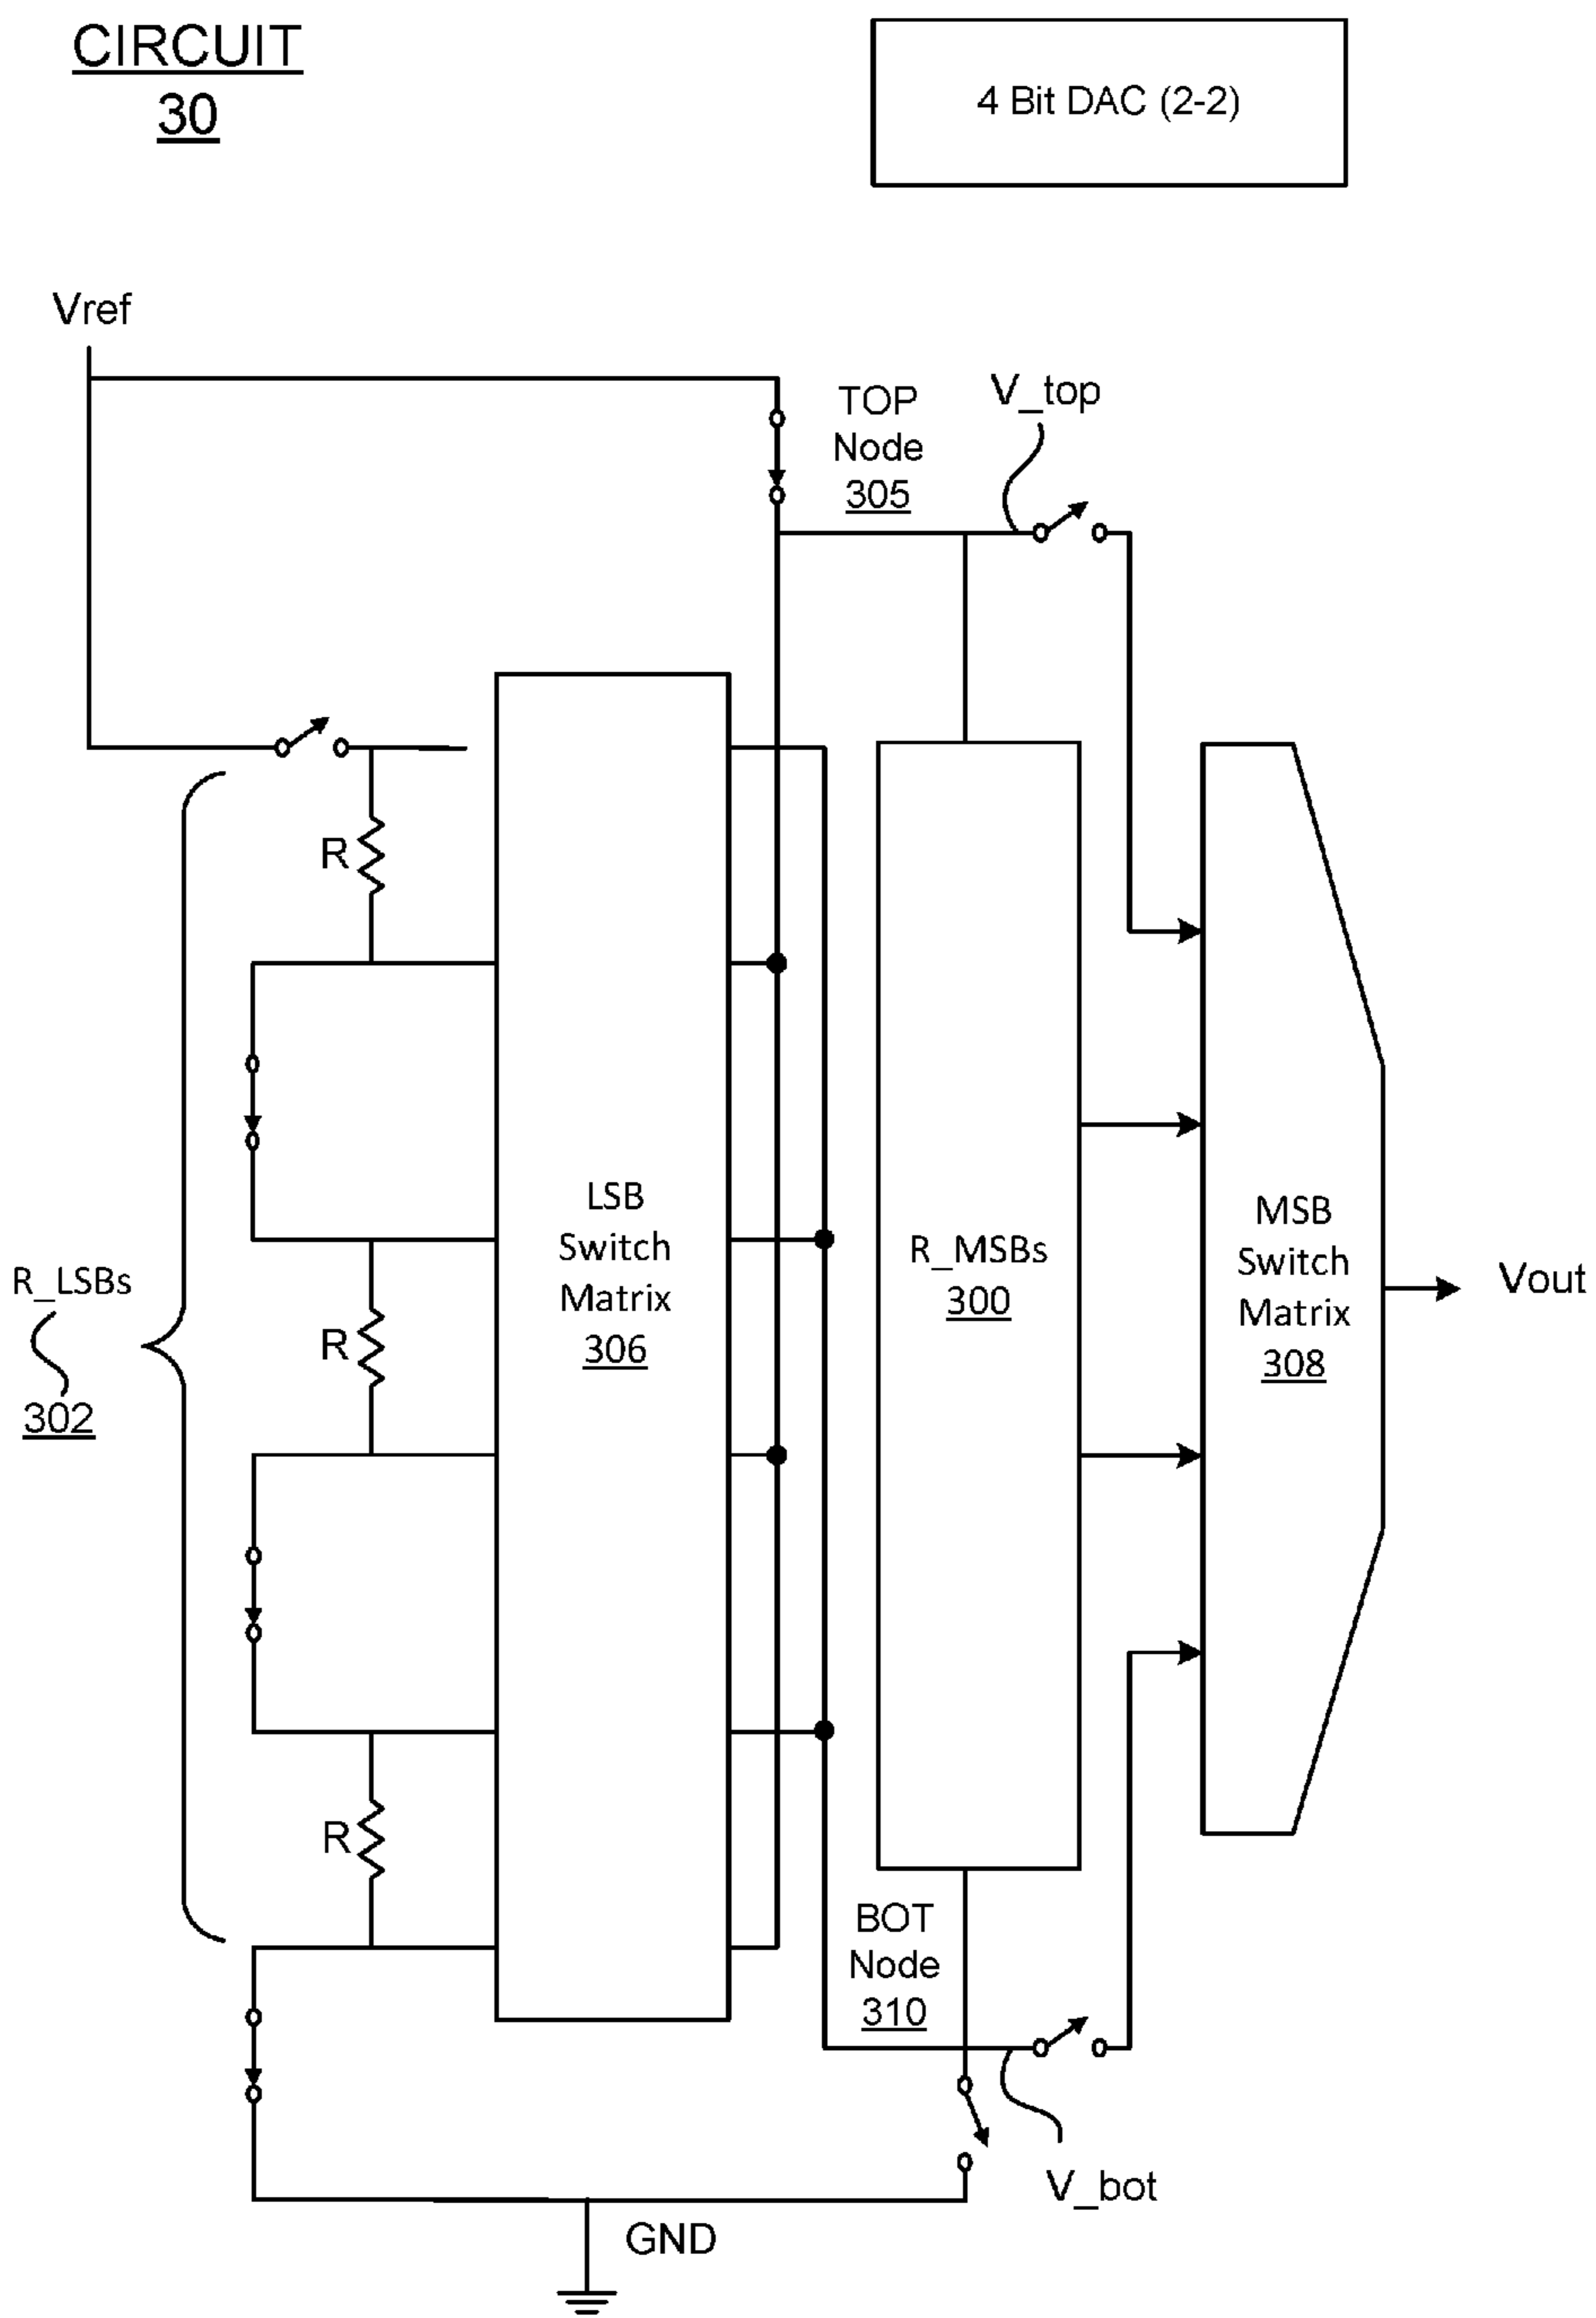 CIRCUIT
30
4 Bit DAC (2-2)
Vref
TOP
Node
305
V_top
R
LSB
Switch
Matrix
306
R_MSBs
300
MSB
Switch
Matrix
308
Vout
R_LSBs
302
R
R
BOT
Node
310
V_bot
GND